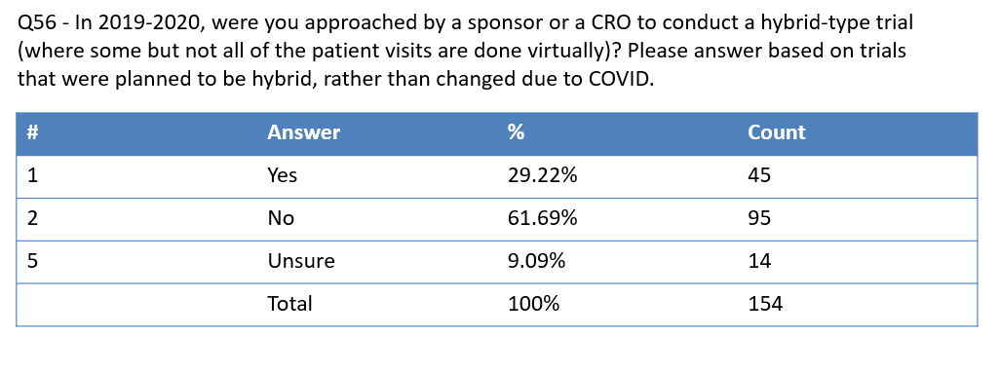 Q56 - In 2019-2020, were you approached by a sponsor or a CRO to conduct a hybrid-type trial
(where some but not all of the patient visits are done virtually)? Please answer based on trials
that were planned to be hybrid, rather than changed due to COVID.
# Answer % Count
1 Yes 29.22% 45
2 No 61.69% 95
5 Unsure 9.09% 14
Total 100% 154